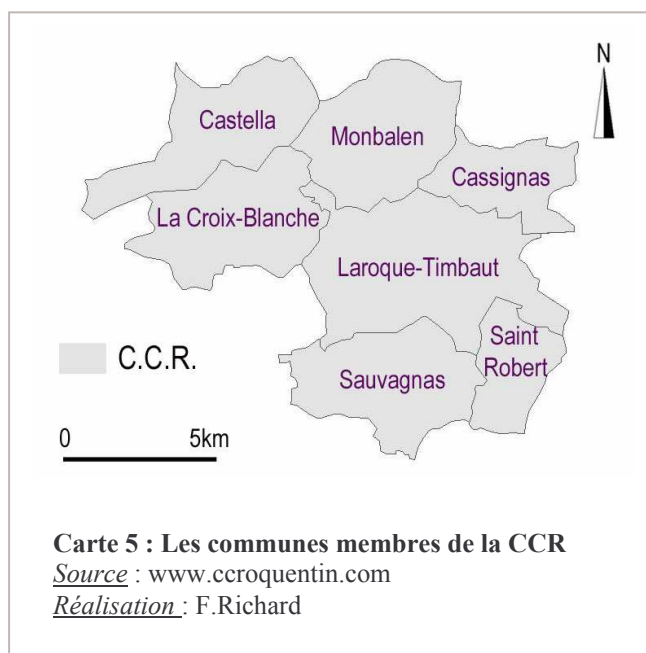 N
Castella
Monbalen
Cassignas
La Croix-Blanche
Laroque-Timbaut
Saint
Robert
C.C.R.
Sauvagnas
0 5km
Carte 5 : Les communes membres de la CCR
Source : www.ccroquentin.com
Réalisation : F.Richard